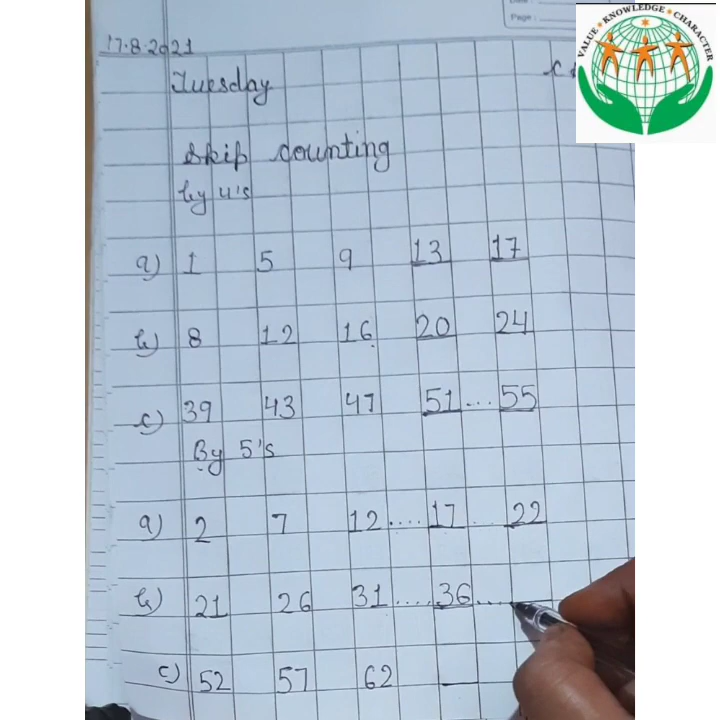 Page :
VALUE ★ KNOWLEDGE ★ CHARACTER
17.8.2021
Tuesday
Skip counting
by 4's
a) 1 5 9 13 17
b) 8 12 16 20 24
c) 39 43 47 51 ... 55
By 5's
a) 2 7 12 .... 17 .. 22
b) 21 26 31 .... 36 ....
c) 52 57 62 __